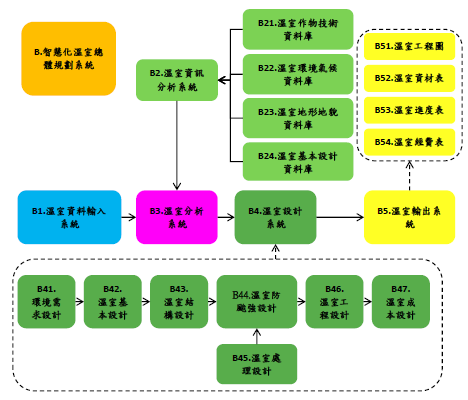 B.智慧化溫室總
體規劃系統
B2.溫室資訊
分析系統
B21.溫室作物技術
資料庫
B22.溫室環境氣候
資料庫
B23.溫室地形地貌
資料庫
B24.溫室基本設計
資料庫
B51.溫室工程圖
B52.溫室資材表
B53.溫室進度表
B54.溫室經費表
B1.溫室資料輸入
系統
B3.溫室分析
系統
B4.溫室設計
系統
B5.溫室輸出系
統
B41.
環境需
求設計
B42.
溫室基
本設計
B43.
溫室結
構設計
B44.溫室防
颱強設計
B46.
溫室工
程設計
B47.
溫室成
本設計
B45.溫室處
理設計